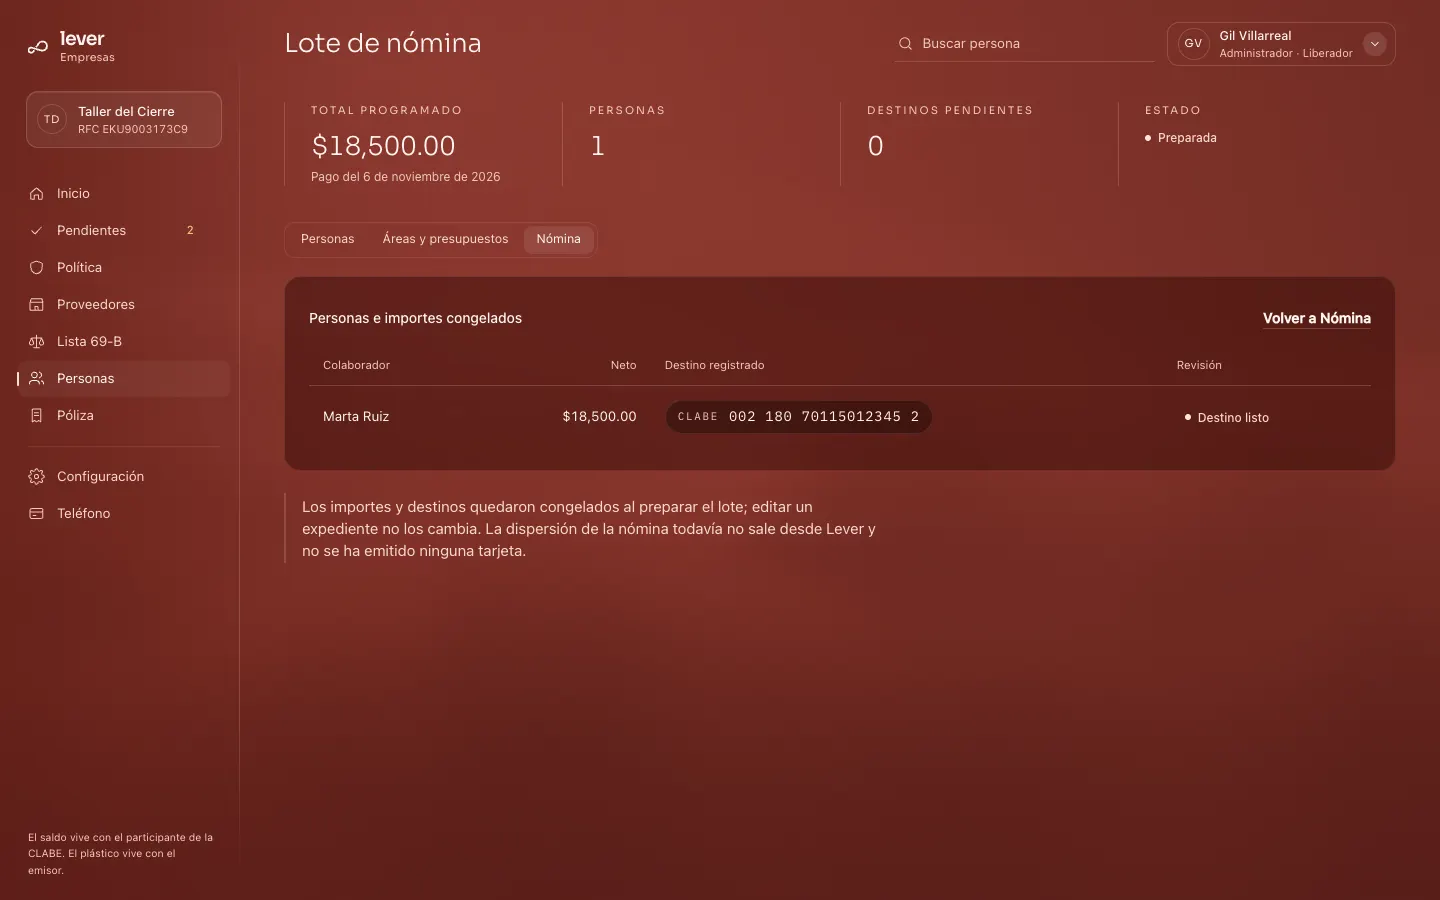 lever
Empresas
TD
Taller del Cierre
RFC EKU9003173C9
Inicio
Pendientes 2
Política
Proveedores
Lista 69-B
Personas
Póliza
Configuración
Teléfono
El saldo vive con el participante de la
CLABE. El plástico vive con el
emisor.
Lote de nómina
Buscar persona
GV
Gil Villarreal
Administrador · Liberador
TOTAL PROGRAMADO
$18,500.00
Pago del 6 de noviembre de 2026
PERSONAS
1
DESTINOS PENDIENTES
0
ESTADO
Preparada
Personas Áreas y presupuestos Nómina
Personas e importes congelados Volver a Nómina
Colaborador Neto Destino registrado Revisión
Marta Ruiz $18,500.00 CLABE 002 180 70115012345 2 Destino listo
Los importes y destinos quedaron congelados al preparar el lote; editar un
expediente no los cambia. La dispersión de la nómina todavía no sale desde Lever y
no se ha emitido ninguna tarjeta.